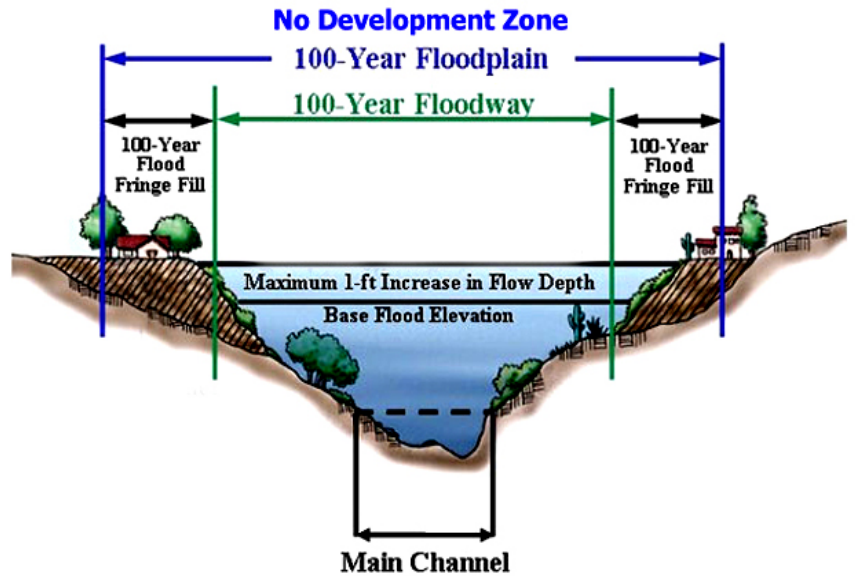 No Development Zone
100-Year Floodplain
100-Year Floodway
100-Year
Flood
Fringe Fill
100-Year
Flood
Fringe Fill
Maximum 1-ft Increase in Flow Depth
Base Flood Elevation
Main Channel